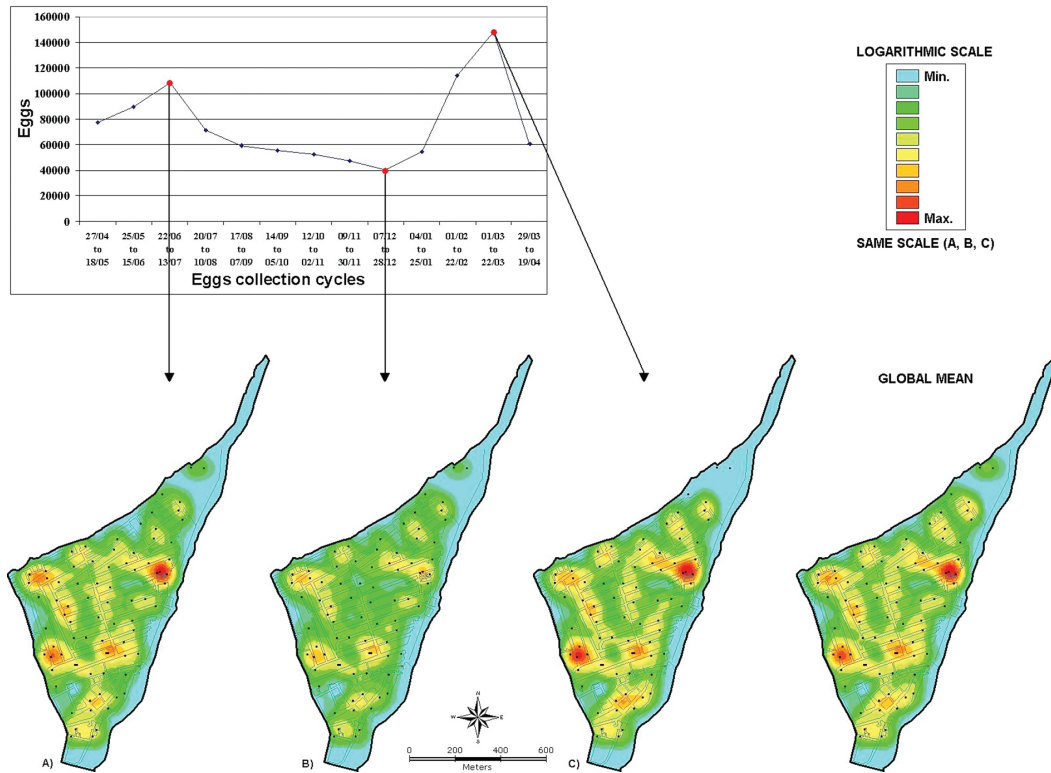 160000
140000
120000
100000
80000
60000
40000
20000
0
Eggs
27/04 to 18/05
25/05 to 15/06
22/06 to 13/07
20/07 to 10/08
17/08 to 07/09
14/09 to 05/10
12/10 to 02/11
09/11 to 30/11
07/12 to 28/12
04/01 to 25/01
01/02 to 22/02
01/03 to 22/03
29/03 to 19/04
Eggs collection cycles
LOGARITHMIC SCALE
Min.
Max.
SAME SCALE (A, B, C)
GLOBAL MEAN
A)
B)
C)
N
W
E
S
0 200 400 600
Meters